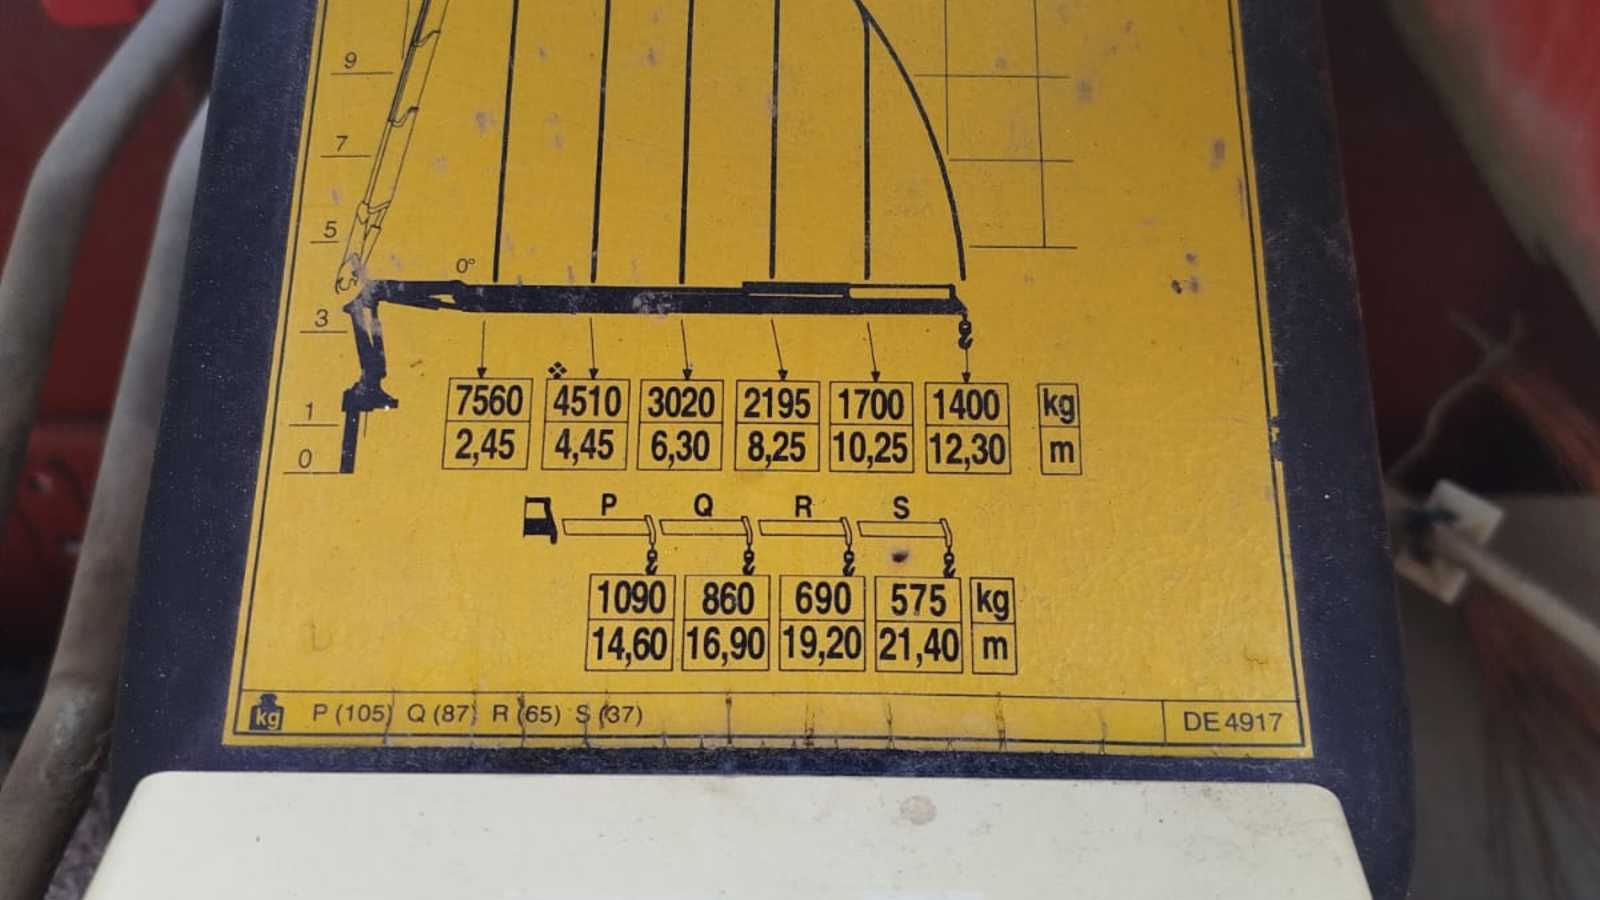 9
7
5
0°
3
1
0
7560 4510 3020 2195 1700 1400 kg
2,45 4,45 6,30 8,25 10,25 12,30 m
P Q R S
1090 860 690 575 kg
14,60 16,90 19,20 21,40 m
kg P (105) Q (87) R (65) S (37) DE 4917